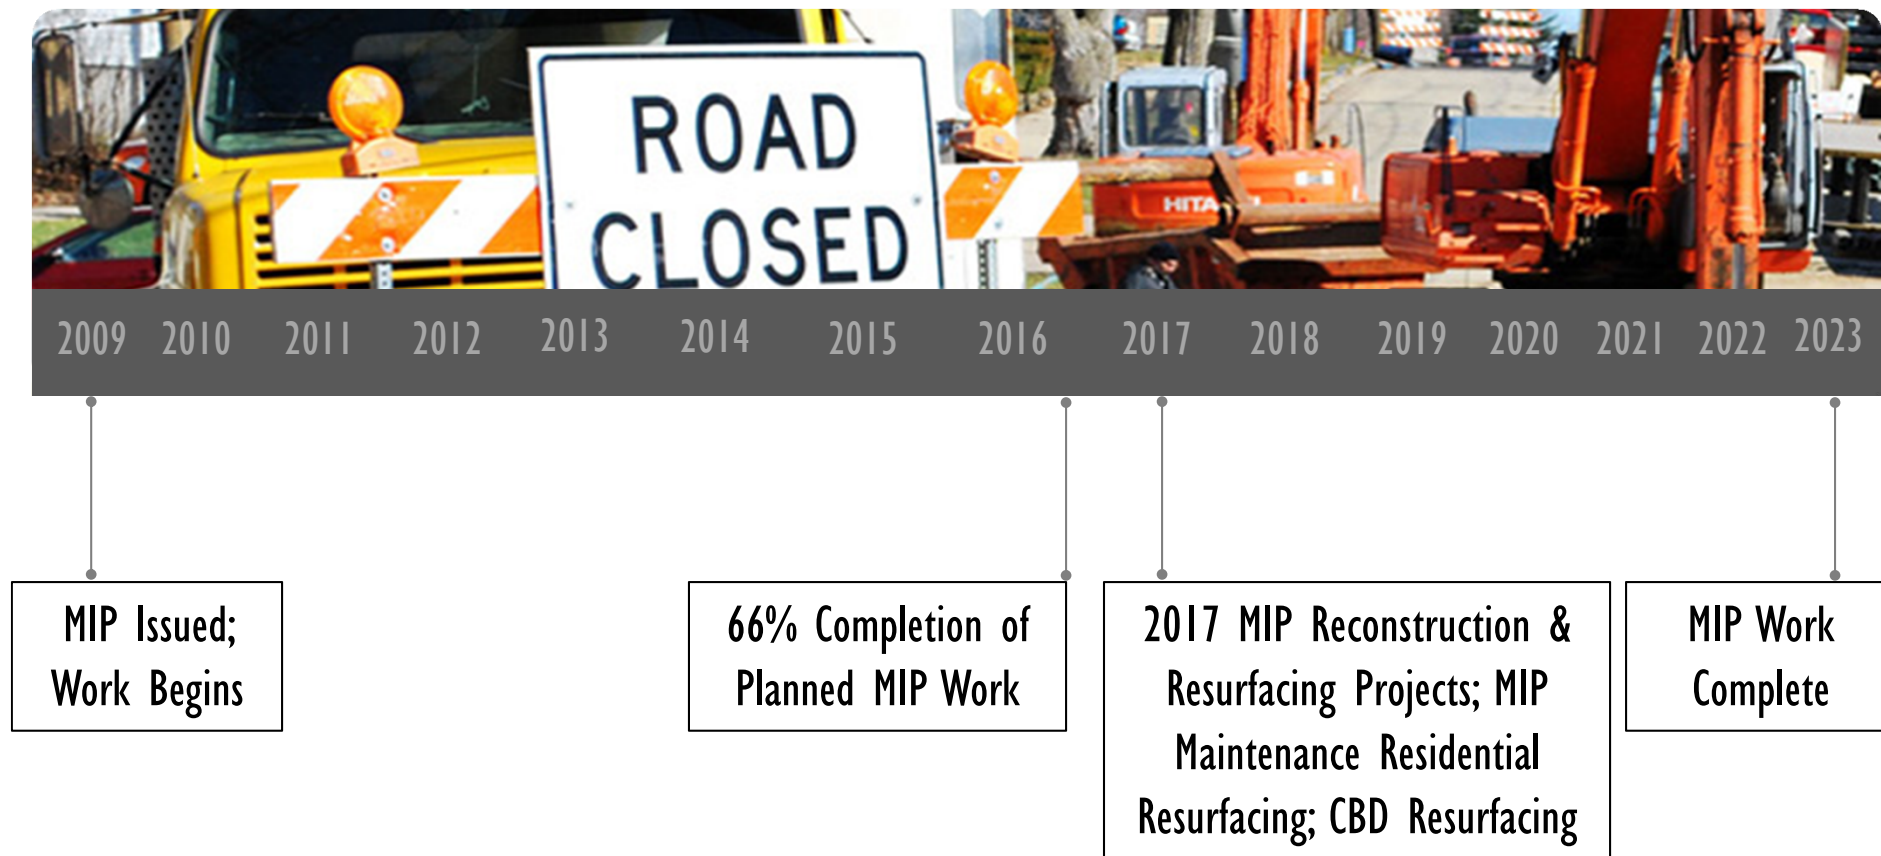 ROAD
CLOSED
HITA
2009 2010 2011 2012 2013 2014 2015 2016 2017 2018 2019 2020 2021 2022 2023
MIP Issued;
Work Begins
66% Completion of
Planned MIP Work
2017 MIP Reconstruction &
Resurfacing Projects; MIP
Maintenance Residential
Resurfacing; CBD Resurfacing
MIP Work
Complete